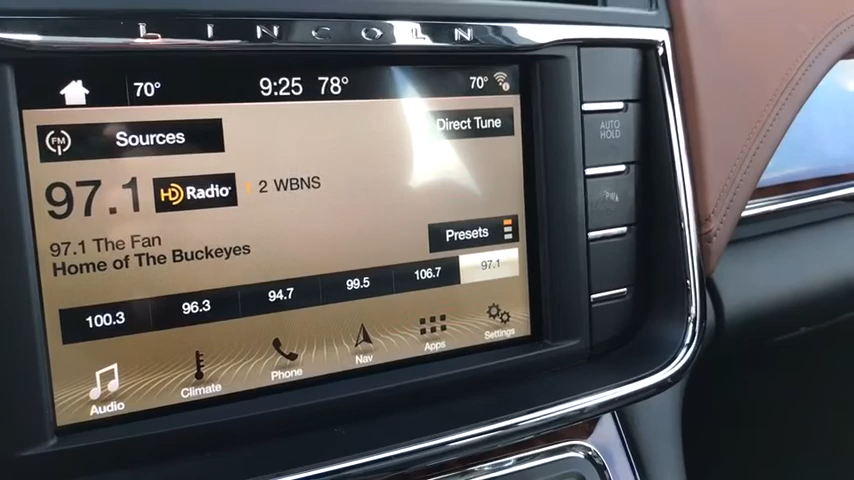 LINCOLN
70° 9:25 78° 70°
FM Sources Direct Tune
97.1 HD Radio 2 WBNS
97.1 The Fan
Home of The Buckeyes
Presets
100.3 96.3 94.7 99.5 106.7 97.1
Audio Climate Phone Nav Apps Settings
AUTO
HOLD